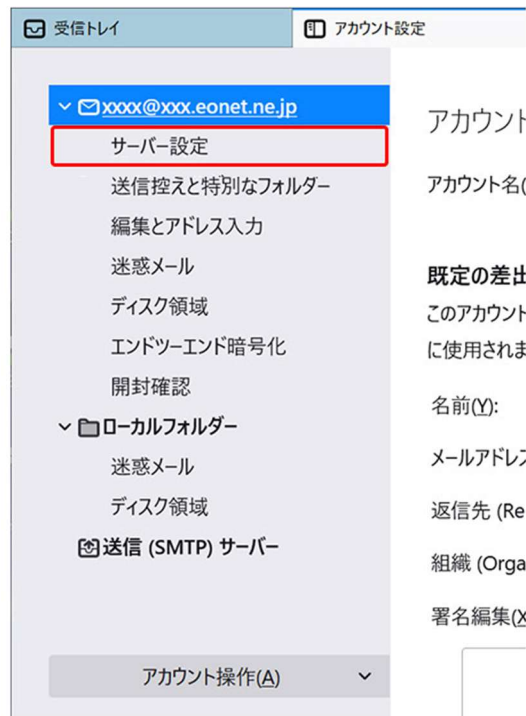 受信トレイ
アカウント設定
xxxx@xxx.eonet.ne.jp
サーバー設定
送信控えと特別なフォルダー
編集とアドレス入力
迷惑メール
ディスク領域
エンドツーエンド暗号化
開封確認
ローカルフォルダー
迷惑メール
ディスク領域
送信 (SMTP) サーバー
アカウント操作(A)
アカウント
アカウント名(
既定の差出
このアカウント
に使用されま
名前(Y):
メールアドレス
返信先 (Re
組織 (Orga
署名編集(X